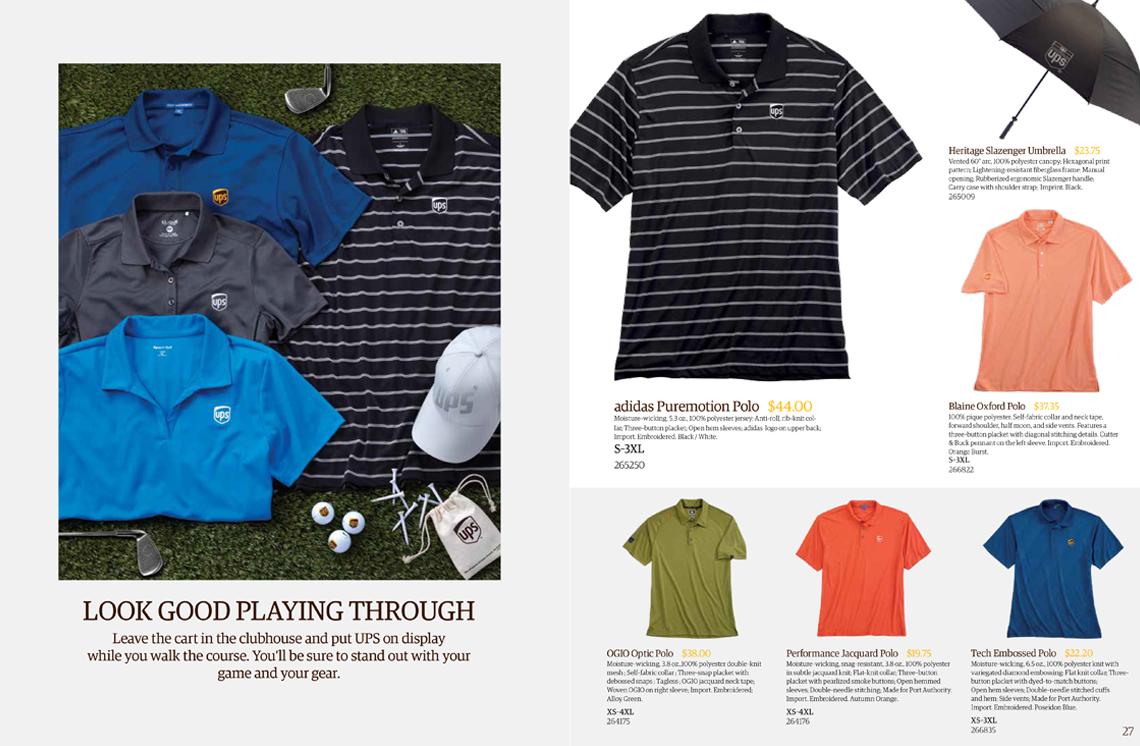 ups
ups
ups
ups
ups
ups
LOOK GOOD PLAYING THROUGH
Leave the cart in the clubhouse and put UPS on display
while you walk the course. You'll be sure to stand out with your
game and your gear.
ups
ups
adidas Puremotion Polo $44.00
Moisture-wicking, 5.3 oz., 100% polyester jersey; Anti-roll, rib-knit col-
lar; Three-button placket; Open hem sleeves; adidas logo on upper back;
Import. Embroidered. Black / White.
S-3XL
265250
Heritage Slazenger Umbrella $23.75
Vented 60" arc, 100% polyester canopy; Hexagonal print
pattern; Lightening-resistant fiberglass frame; Manual
opening; Rubberized ergonomic Slazenger handle;
Carry case with shoulder strap; Imprint. Black.
265009
Blaine Oxford Polo $37.35
100% pique polyester. Self-fabric collar and neck tape,
forward shoulder, half moon, and side vents. Features a
three-button placket with diagonal stitching details. Cutter
& Buck pennant on the left sleeve. Import. Embroidered.
Orange Burst.
S-3XL
266822
OGIO Optic Polo $38.00
Moisture-wicking, 3.8 oz.,100% polyester double-knit
mesh ; Self-fabric collar ; Three-snap placket with
debossed snaps ; Tagless ; OGIO jacquard neck tape;
Woven OGIO on right sleeve; Import. Embroidered;
Alloy Green.
XS-4XL
264175
Performance Jacquard Polo $19.75
Moisture-wicking, snag-resistant, 3.8 oz., 100% polyester
in subtle jacquard knit; Flat-knit collar; Three-button
placket with pearlized smoke buttons; Open hemmed
sleeves; Double-needle stitching; Made for Port Authority.
Import. Embroidered. Autumn Orange.
XS-4XL
264176
Tech Embossed Polo $22.20
Moisture-wicking, 6.5 oz., 100% polyester knit with
variegated diamond embossing; Flat knit collar; Three-
button placket with dyed-to-match buttons;
Open hem sleeves; Double-needle stitched cuffs
and hem; Side vents; Made for Port Authority.
Import. Embroidered. Poseidon Blue.
XS-3XL
266835
27